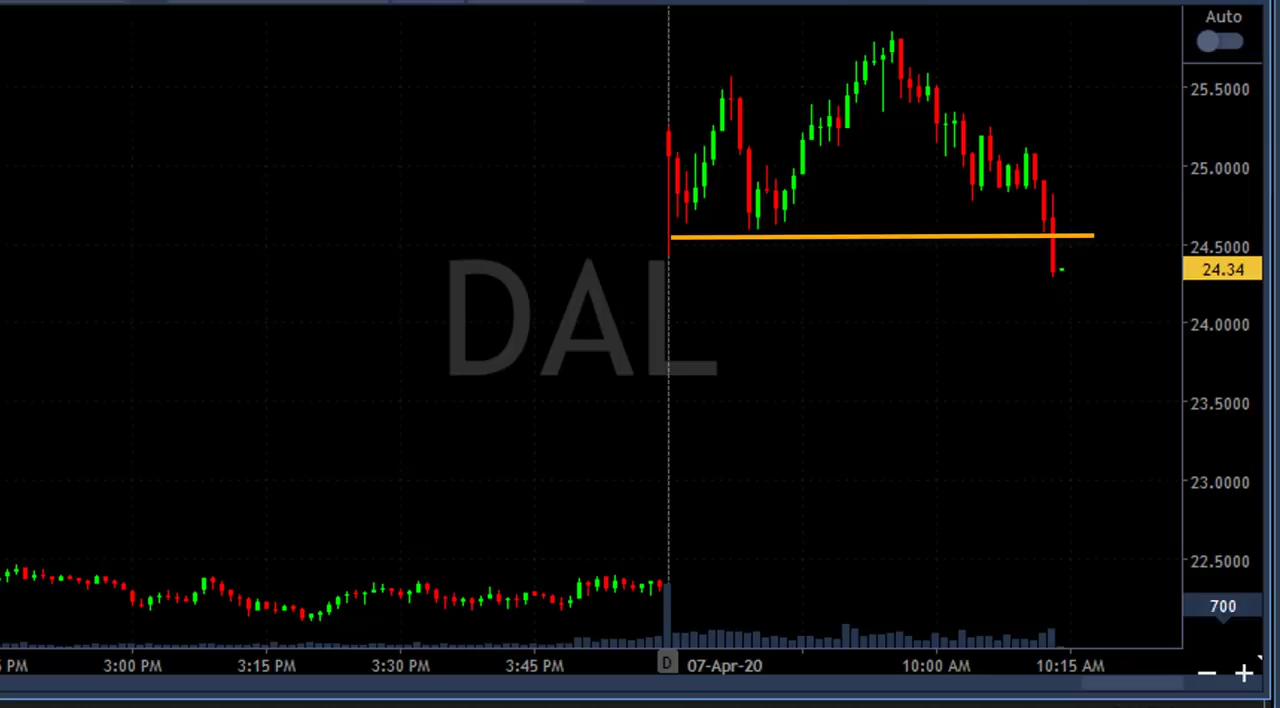 Auto
25.5000
25.0000
24.5000
24.34
DAL
24.0000
23.5000
23.0000
22.5000
700
PM
3:00 PM
3:15 PM
3:30 PM
3:45 PM
D
07-Apr-20
10:00 AM
10:15 AM